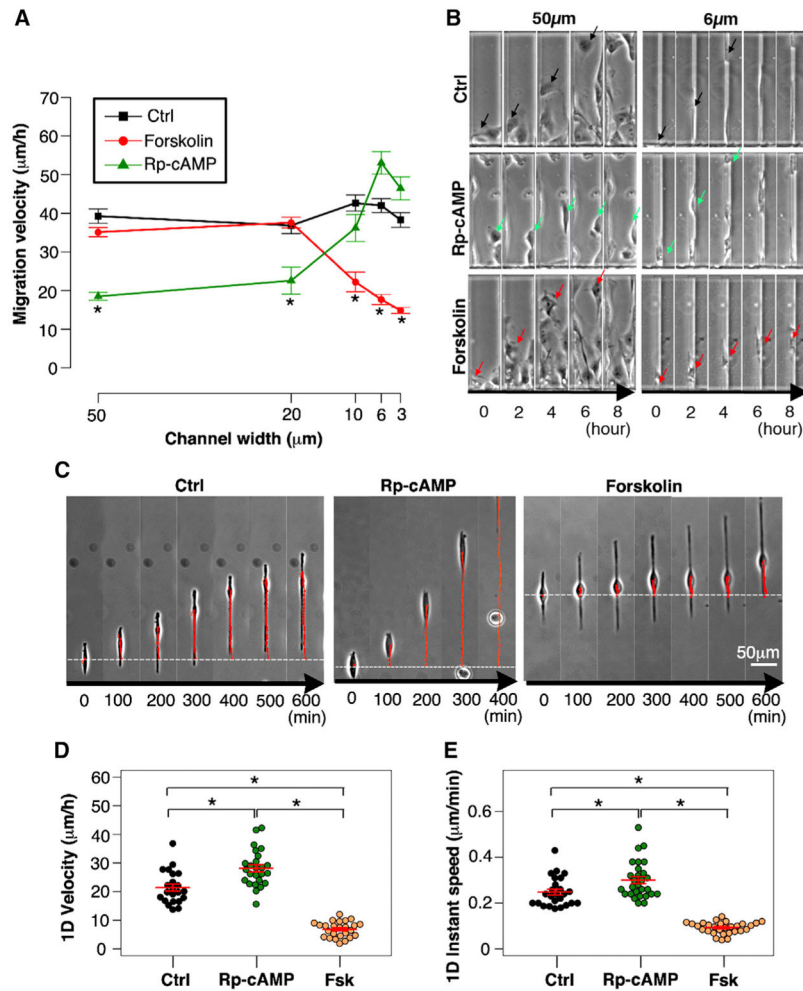 A
Migration velocity (μm/h)
70
60
50
40
30
20
10
0
Ctrl
Forskolin
Rp-cAMP
*
*
*
*
*
50
20
10
6
3
Channel width (μm)
B
50μm
6μm
Ctrl
Rp-cAMP
Forskolin
0 2 4 6 8
(hour)
0 2 4 6 8
(hour)
C
Ctrl
Rp-cAMP
Forskolin
50μm
0 100 200 300 400 500 600
(min)
0 100 200 300 400
(min)
0 100 200 300 400 500 600
(min)
D
1D Velocity (μm/h)
60
50
40
30
20
10
0
*
*
*
Ctrl
Rp-cAMP
Fsk
E
1D Instant speed (μm/min)
0.6
0.4
0.2
0
*
*
*
Ctrl
Rp-cAMP
Fsk